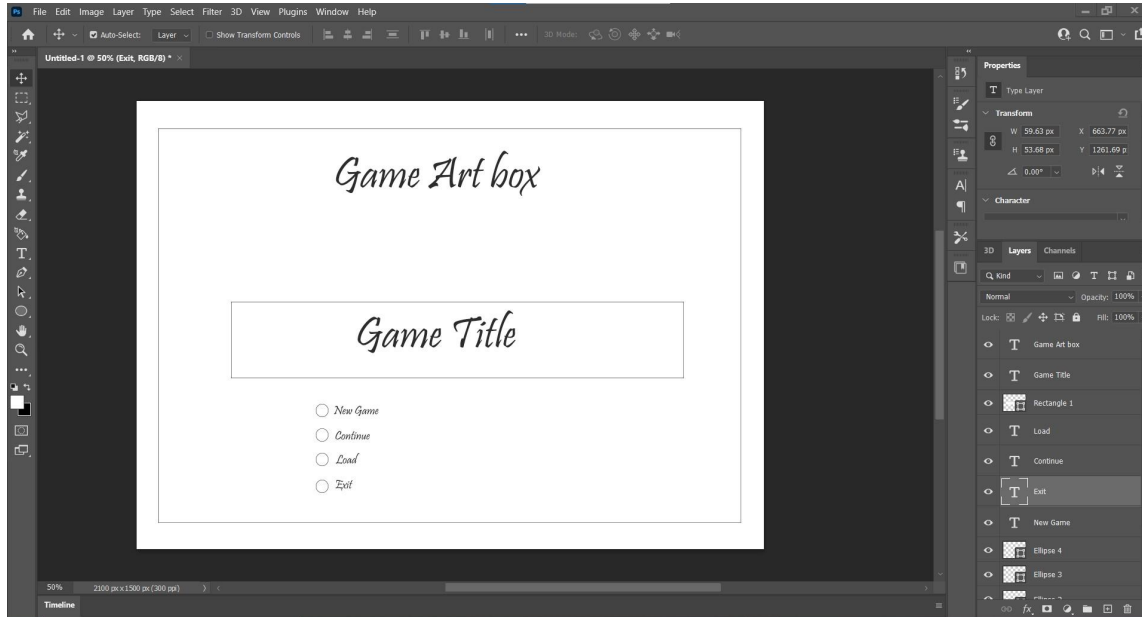 Ps File Edit Image Layer Type Select Filter 3D View Plugins Window Help
Auto-Select: Layer Show Transform Controls 3D Mode:
Untitled-1 @ 50% (Exit, RGB/8) * ×
Properties
T Type Layer
Transform
W 59.63 px X 663.77 px
H 53.68 px Y 1261.69 p
0.00°
Character
3D Layers Channels
Kind
Normal Opacity: 100%
Lock: Fill: 100%
T Game Art box
T Game Title
Rectangle 1
T Load
T Continue
T Exit
T New Game
Ellipse 4
Ellipse 3
fx
Game Art box
Game Title
New Game
Continue
Load
Exit
50% 2100 px x 1500 px (300 ppi)
Timeline